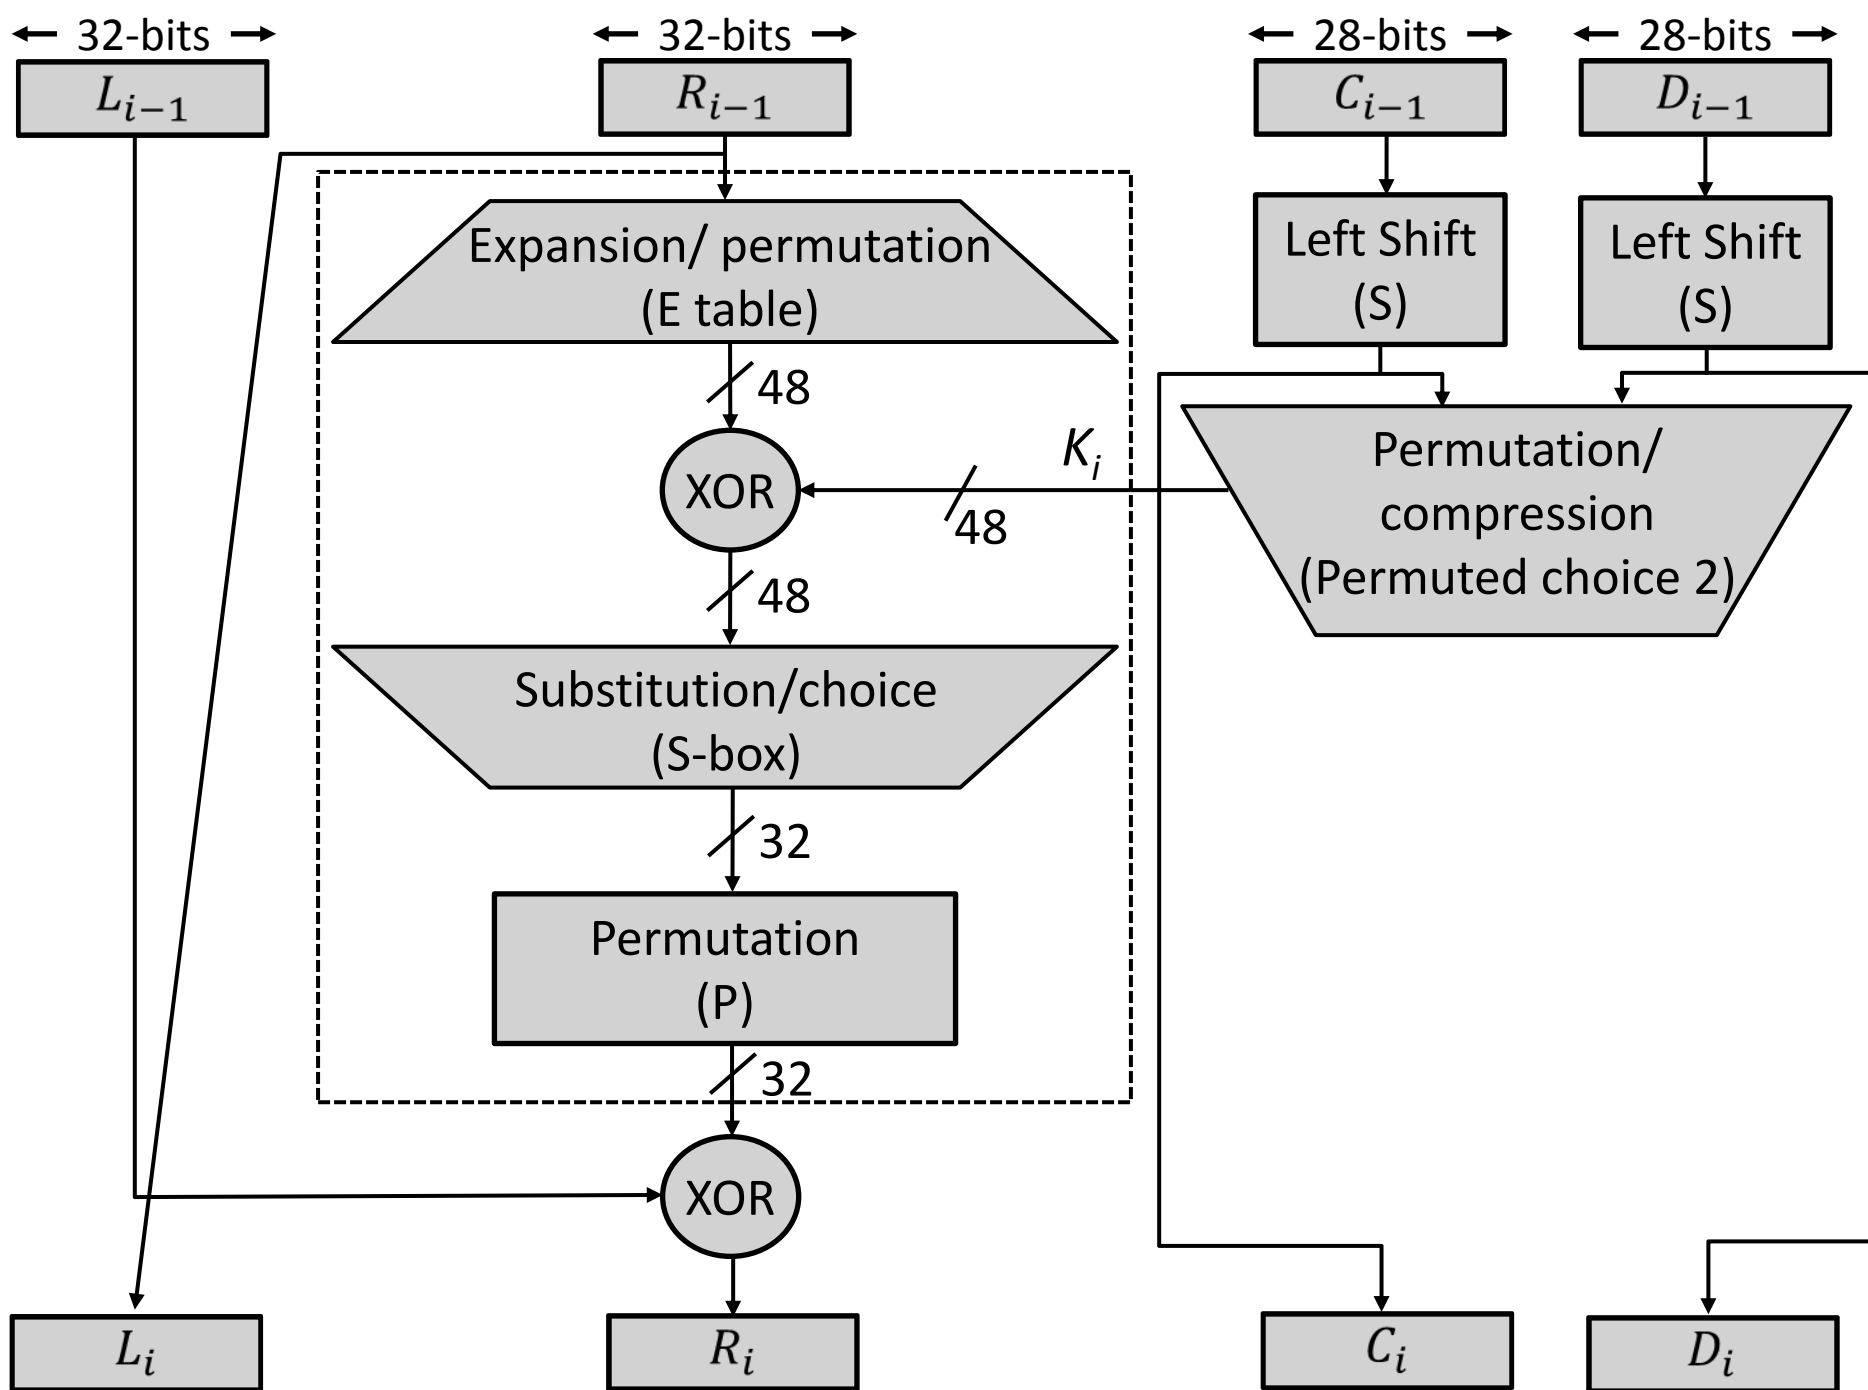 32-bits 32-bits 28-bits 28-bits
L_{i−1} R_{i−1} C_{i−1} D_{i−1}
Expansion/ permutation
(E table)
Left Shift
(S)
Left Shift
(S)
48
K_i
48
XOR
Permutation/
compression
(Permuted choice 2)
48
Substitution/choice
(S-box)
32
Permutation
(P)
32
XOR
L_i R_i C_i D_i